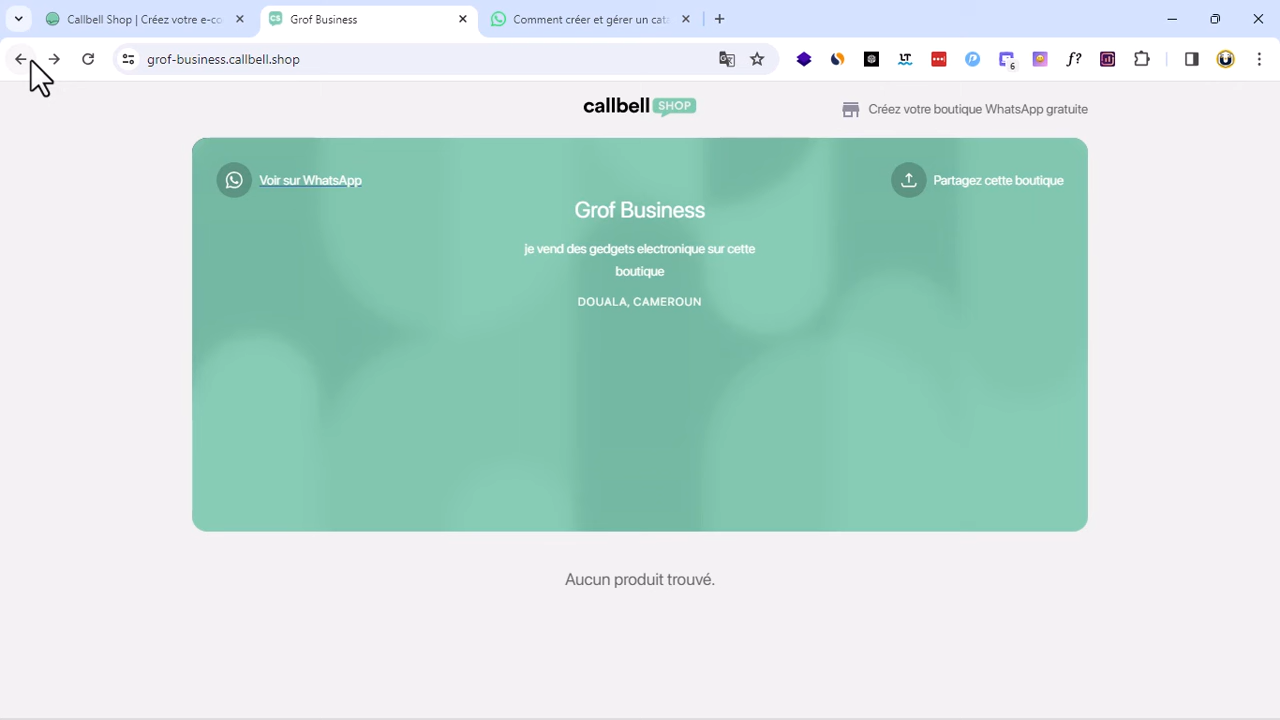 Callbell Shop | Créez votre e-co
Grof Business
Comment créer et gérer un cata
grof-business.callbell.shop
6
callbell SHOP
Créez votre boutique WhatsApp gratuite
Voir sur WhatsApp
Partagez cette boutique
Grof Business
je vend des gedgets electronique sur cette
boutique
DOUALA, CAMEROUN
Aucun produit trouvé.